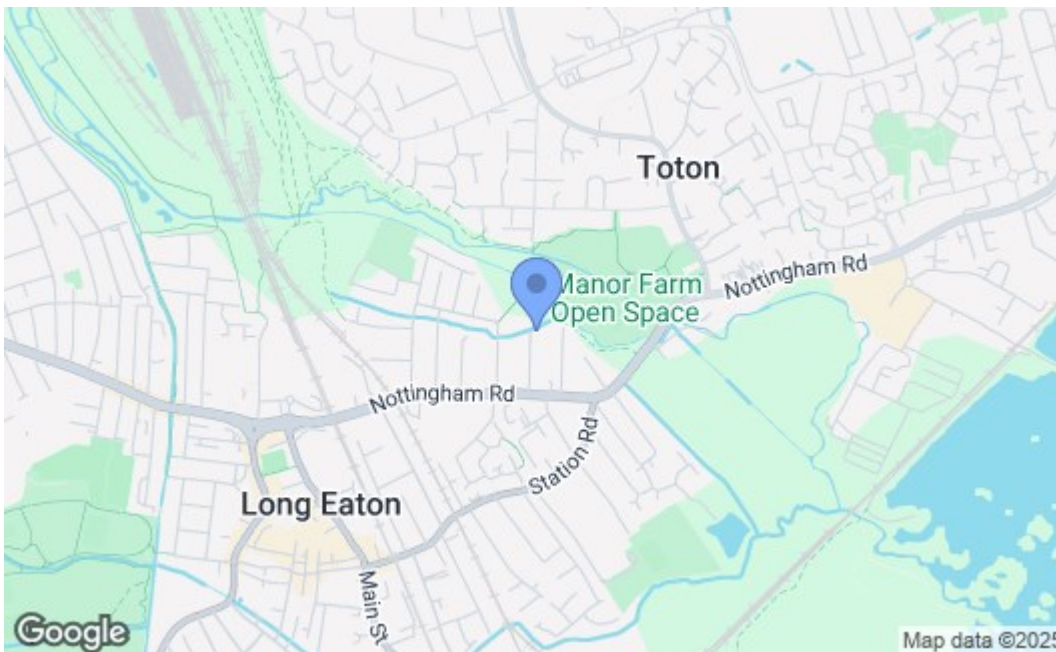 Toton
Manor Farm
Open Space
Nottingham Rd
Nottingham Rd
Station Rd
Long Eaton
Main St
Google
Map data ©2025